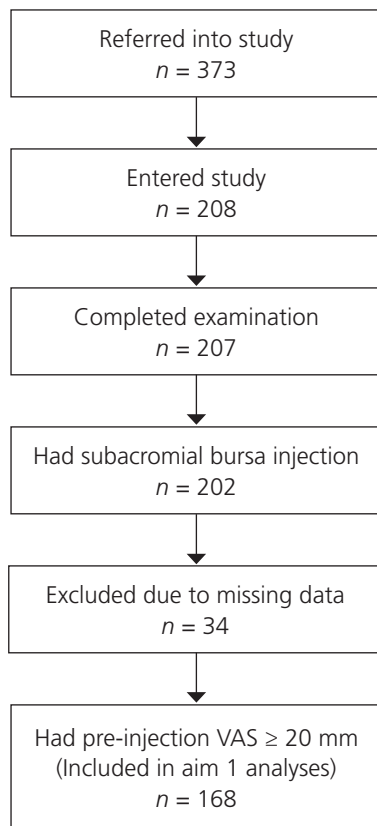 Referred into study
n = 373
Entered study
n = 208
Completed examination
n = 207
Had subacromial bursa injection
n = 202
Excluded due to missing data
n = 34
Had pre-injection VAS ≥ 20 mm
(Included in aim 1 analyses)
n = 168